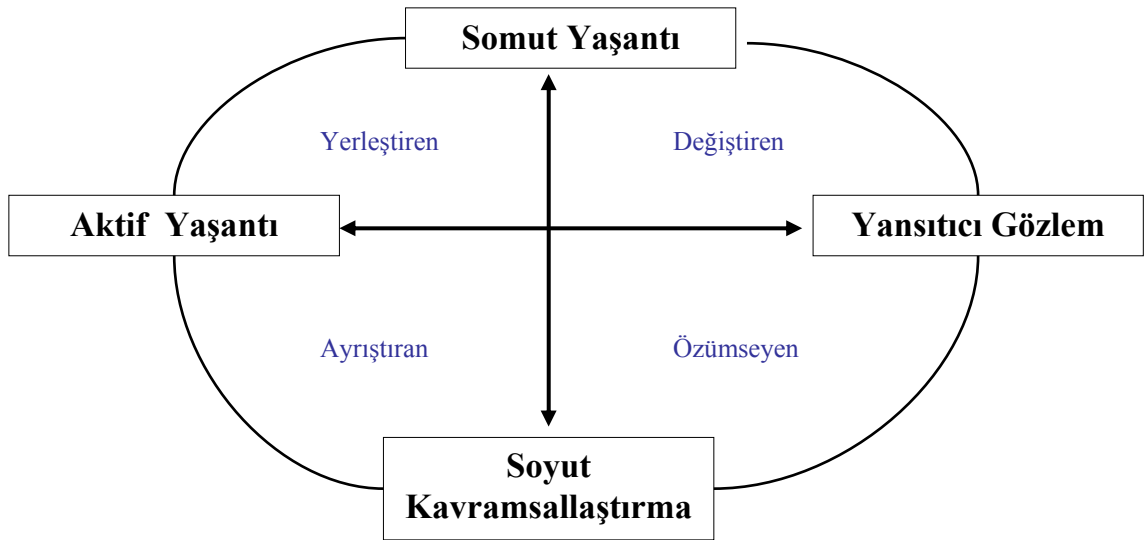 Somut Yaşantı
Yerleştiren
Değiştiren
Aktif Yaşantı
Yansıtıcı Gözlem
Ayrıştıran
Özümseyen
Soyut
Kavramsallaştırma